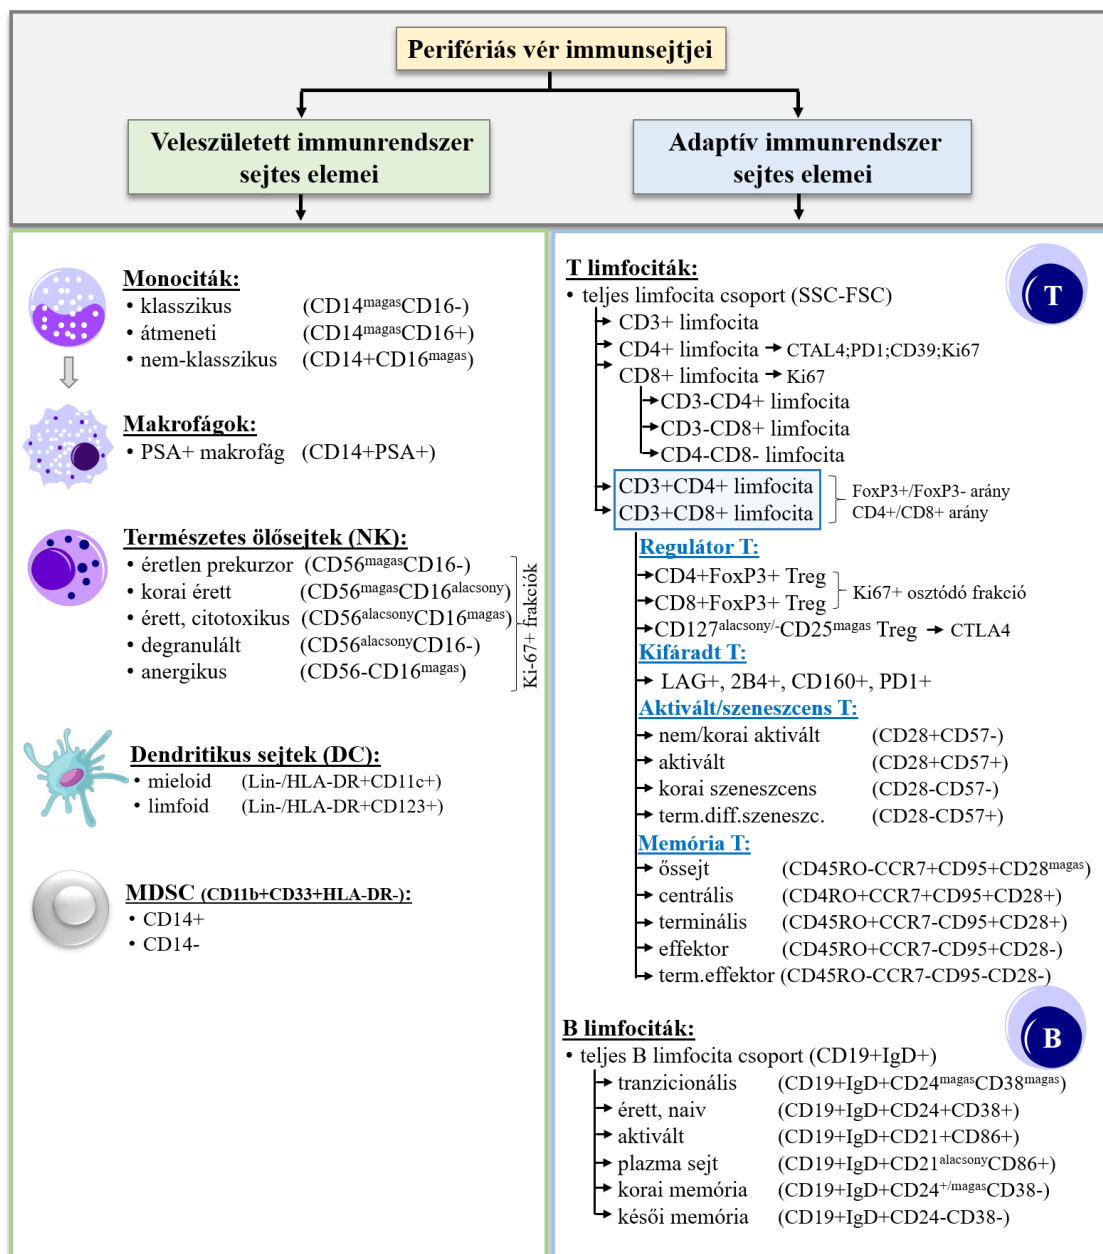 Perifériás vér immunsejtjei
Veleszületett immunrendszer
sejtes elemei
Adaptív immunrendszer
sejtes elemei
Monociták:
• klasszikus (CD14magasCD16-)
• átmeneti (CD14magasCD16+)
• nem-klasszikus (CD14+CD16magas)
Makrofágok:
• PSA+ makrofág (CD14+PSA+)
Természetes ölősejtek (NK):
• éretlen prekurzor (CD56magasCD16-)
• korai érett (CD56magasCD16alacsony)
• érett, citotoxikus (CD56alacsonyCD16magas)
• degranulált (CD56alacsonyCD16-)
• anergikus (CD56-CD16magas)
Ki-67+ frakciók
Dendritikus sejtek (DC):
• mieloid (Lin-/HLA-DR+CD11c+)
• limfoid (Lin-/HLA-DR+CD123+)
MDSC (CD11b+CD33+HLA-DR-):
• CD14+
• CD14-
T limfociták:
T
• teljes limfocita csoport (SSC-FSC)
CD3+ limfocita
CD4+ limfocita → CTAL4;PD1;CD39;Ki67
CD8+ limfocita → Ki67
CD3-CD4+ limfocita
CD3-CD8+ limfocita
CD4-CD8- limfocita
CD3+CD4+ limfocita
CD3+CD8+ limfocita
FoxP3+/FoxP3- arány
CD4+/CD8+ arány
Regulátor T:
CD4+FoxP3+ Treg
CD8+FoxP3+ Treg
Ki67+ osztódó frakció
CD127alacsony/-CD25magas Treg → CTLA4
Kifáradt T:
LAG+, 2B4+, CD160+, PD1+
Aktivált/szeneszcens T:
nem/korai aktivált (CD28+CD57-)
aktivált (CD28+CD57+)
korai szeneszcens (CD28-CD57-)
term.diff.szeneszc. (CD28-CD57+)
Memória T:
őssejt (CD45RO-CCR7+CD95+CD28magas)
centrális (CD4RO+CCR7+CD95+CD28+)
terminális (CD45RO+CCR7-CD95+CD28+)
effektor (CD45RO+CCR7-CD95+CD28-)
term.effektor (CD45RO-CCR7-CD95-CD28-)
B limfociták:
B
• teljes B limfocita csoport (CD19+IgD+)
tranzicionális (CD19+IgD+CD24magasCD38magas)
érett, naiv (CD19+IgD+CD24+CD38+)
aktivált (CD19+IgD+CD21+CD86+)
plazma sejt (CD19+IgD+CD21alacsonyCD86+)
korai memória (CD19+IgD+CD24+/magasCD38-)
késői memória (CD19+IgD+CD24-CD38-)